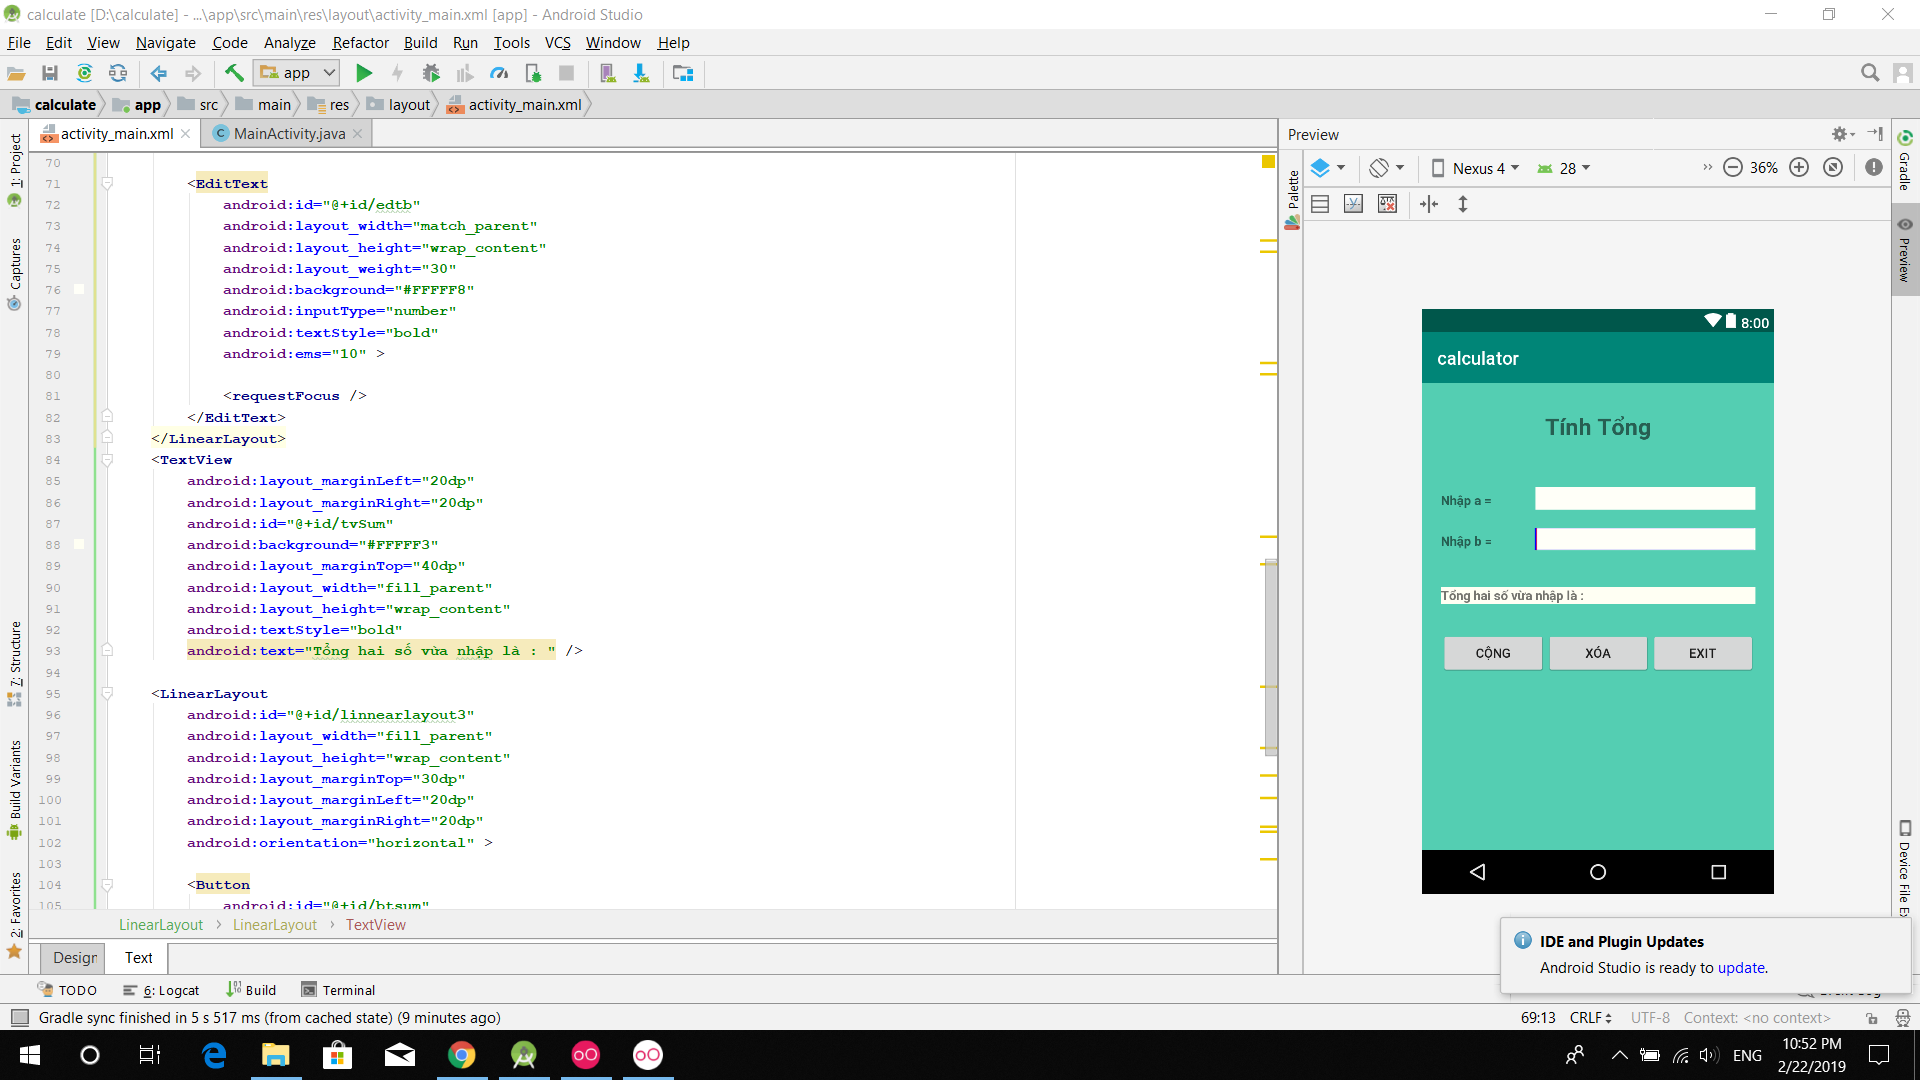 calculate [D:\calculate] - ...\app\src\main\res\layout\activity_main.xml [app] - Android Studio
File Edit View Navigate Code Analyze Refactor Build Run Tools VCS Window Help
app
calculate app src main res layout activity_main.xml
activity_main.xml MainActivity.java
1: Project
Captures
7: Structure
Build Variants
2: Favorites
70
71 <EditText
72 android:id="@+id/edtb"
73 android:layout_width="match_parent"
74 android:layout_height="wrap_content"
75 android:layout_weight="30"
76 android:background="#FFFFF8"
77 android:inputType="number"
78 android:textStyle="bold"
79 android:ems="10" >
80
81 <requestFocus />
82 </EditText>
83 </LinearLayout>
84 <TextView
85 android:layout_marginLeft="20dp"
86 android:layout_marginRight="20dp"
87 android:id="@+id/tvSum"
88 android:background="#FFFFF3"
89 android:layout_marginTop="40dp"
90 android:layout_width="fill_parent"
91 android:layout_height="wrap_content"
92 android:textStyle="bold"
93 android:text="Tổng hai số vừa nhập là : " />
94
95 <LinearLayout
96 android:id="@+id/linnearlayout3"
97 android:layout_width="fill_parent"
98 android:layout_height="wrap_content"
99 android:layout_marginTop="30dp"
100 android:layout_marginLeft="20dp"
101 android:layout_marginRight="20dp"
102 android:orientation="horizontal" >
103
104 <Button
105 android:id="@+id/btsum"
LinearLayout › LinearLayout › TextView
Design Text
Preview
Palette
Nexus 4 28 » 36%
8:00
calculator
Tính Tổng
Nhập a =
Nhập b =
Tổng hai số vừa nhập là :
CỘNG XÓA EXIT
Gradle
Preview
Device File Ex
IDE and Plugin Updates
Android Studio is ready to update.
TODO 6: Logcat Build Terminal
Gradle sync finished in 5 s 517 ms (from cached state) (9 minutes ago)
69:13 CRLF UTF-8 Context: <no context>
ENG
10:52 PM
2/22/2019